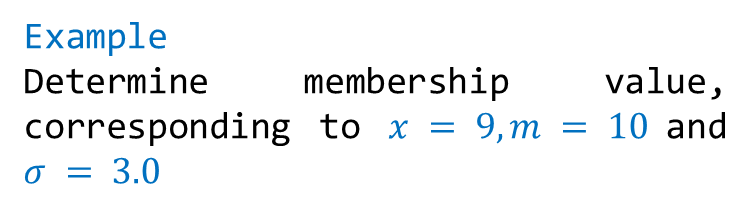 Example
Determine membership value,
corresponding to x = 9, m = 10 and
σ = 3.0